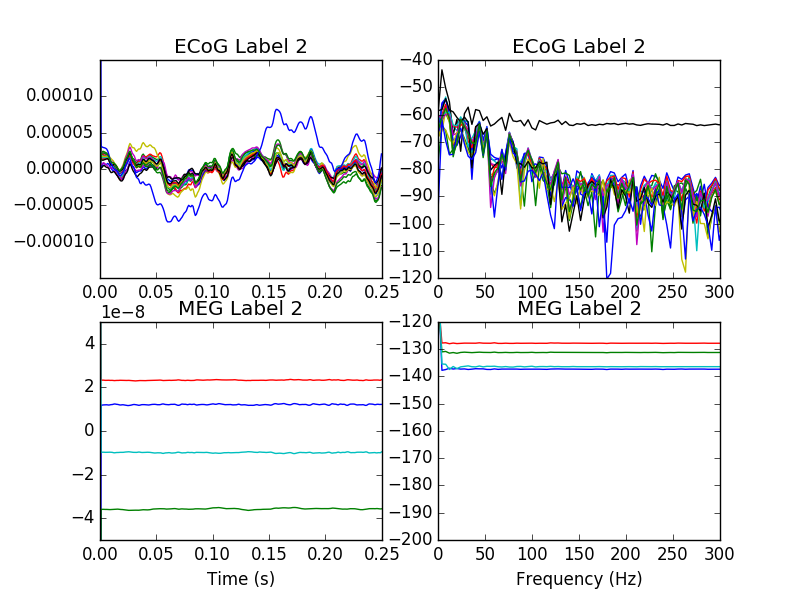 ECoG Label 2
0.00010
0.00005
0.00000
−0.00005
−0.00010
0.00 0.05 0.10 0.15 0.20 0.25
ECoG Label 2
−40
−50
−60
−70
−80
−90
−100
−110
−120
0 50 100 150 200 250 300
1e−8
MEG Label 2
4
2
0
−2
−4
0.00 0.05 0.10 0.15 0.20 0.25
Time (s)
MEG Label 2
−120
−130
−140
−150
−160
−170
−180
−190
−200
0 50 100 150 200 250 300
Frequency (Hz)